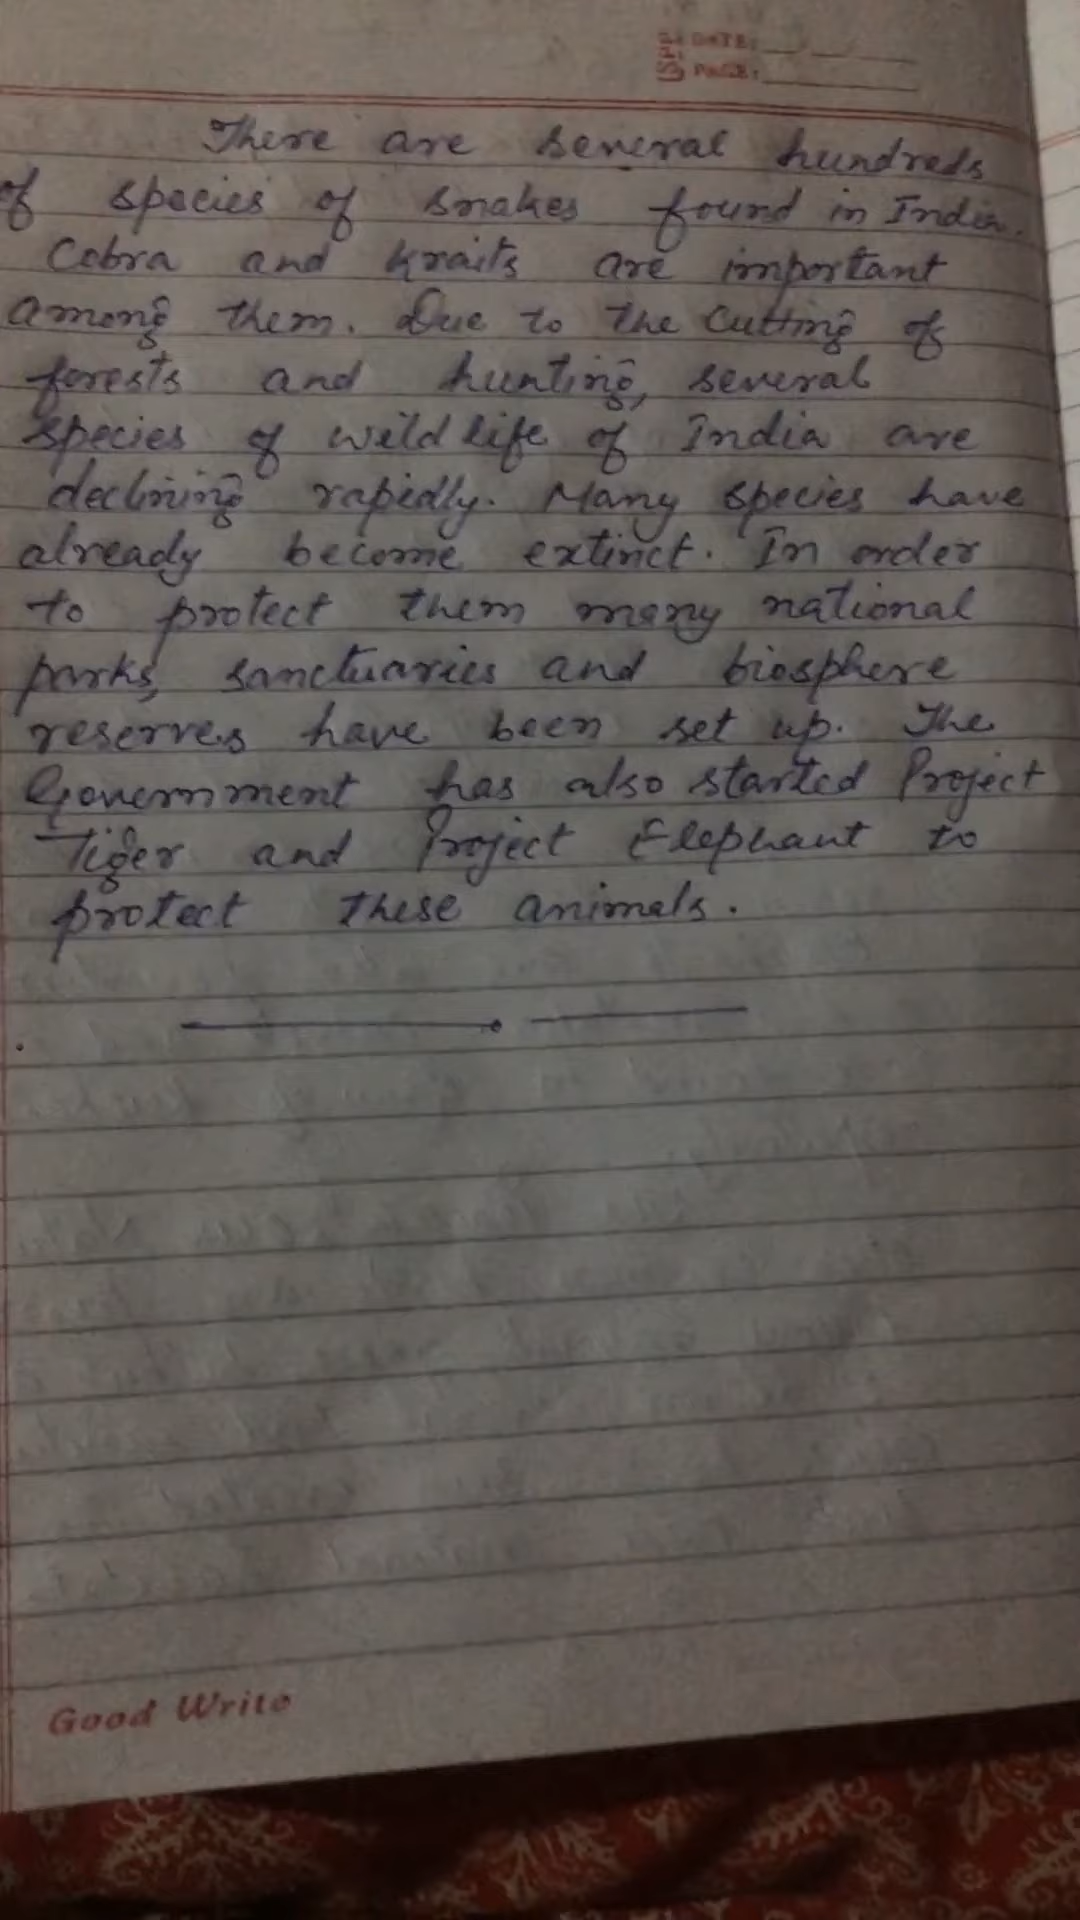 DATE:
PAGE:
There are several hundreds
of species of snakes found in India.
Cobra and Kraits are important
among them. Due to the cutting of
forests and hunting, several
species of wild life of India are
declining rapidly. Many species have
already become extinct. In order
to protect them many national
parks, sanctuaries and biosphere
reserves have been set up. The
Government has also started Project
Tiger and Project Elephant to
protect these animals.
Good Write